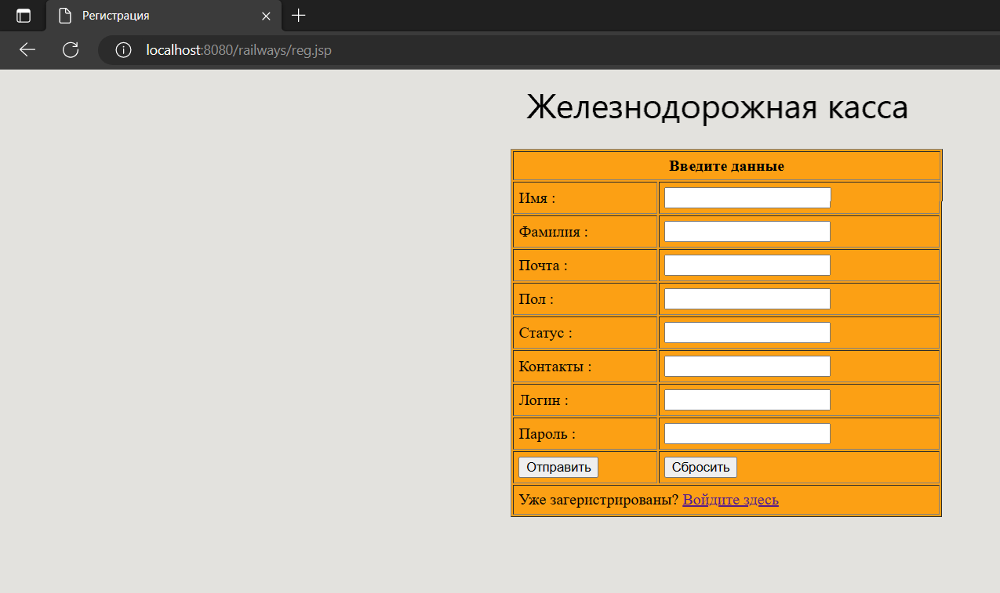 Регистрация
localhost:8080/railways/reg.jsp
Железнодорожная касса
Введите данные
Имя :
Фамилия :
Почта :
Пол :
Статус :
Контакты :
Логин :
Пароль :
Отправить Сбросить
Уже загеристрированы? Войдите здесь